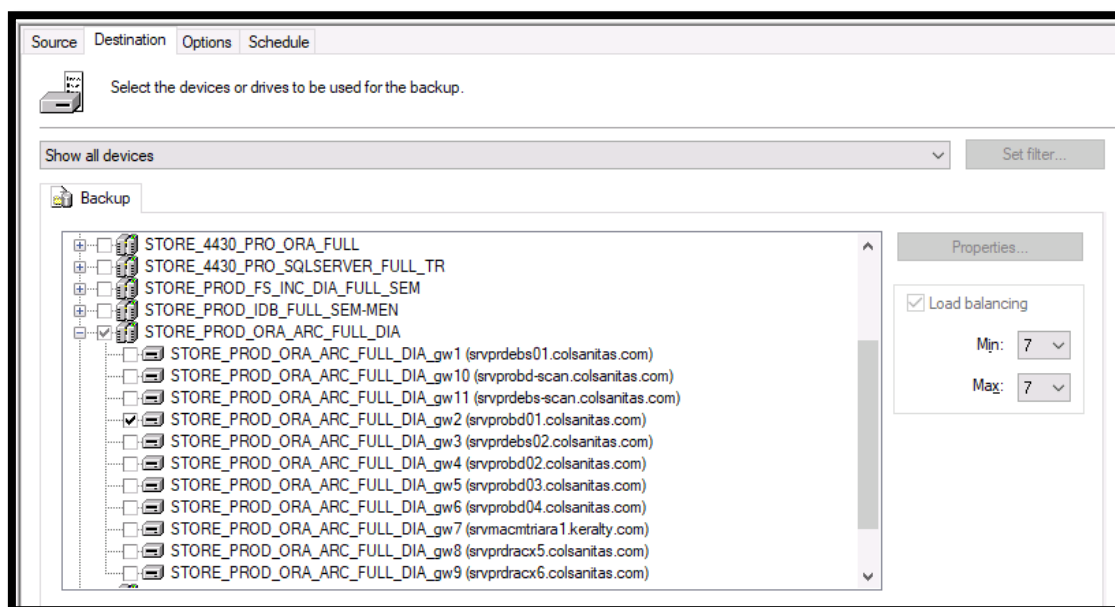 Source Destination Options Schedule
Select the devices or drives to be used for the backup.
Show all devices Set filter...
Backup
STORE_4430_PRO_ORA_FULL Properties...
STORE_4430_PRO_SQLSERVER_FULL_TR
STORE_PROD_FS_INC_DIA_FULL_SEM
STORE_PROD_IDB_FULL_SEM-MEN Load balancing
STORE_PROD_ORA_ARC_FULL_DIA
STORE_PROD_ORA_ARC_FULL_DIA_gw1 (srvprdebs01.colsanitas.com) Min: 7
STORE_PROD_ORA_ARC_FULL_DIA_gw10 (srvprobd-scan.colsanitas.com)
STORE_PROD_ORA_ARC_FULL_DIA_gw11 (srvprdebs-scan.colsanitas.com) Max: 7
STORE_PROD_ORA_ARC_FULL_DIA_gw2 (srvprobd01.colsanitas.com)
STORE_PROD_ORA_ARC_FULL_DIA_gw3 (srvprdebs02.colsanitas.com)
STORE_PROD_ORA_ARC_FULL_DIA_gw4 (srvprobd02.colsanitas.com)
STORE_PROD_ORA_ARC_FULL_DIA_gw5 (srvprobd03.colsanitas.com)
STORE_PROD_ORA_ARC_FULL_DIA_gw6 (srvprobd04.colsanitas.com)
STORE_PROD_ORA_ARC_FULL_DIA_gw7 (srvmacmtriara1.keralty.com)
STORE_PROD_ORA_ARC_FULL_DIA_gw8 (srvprdracx5.colsanitas.com)
STORE_PROD_ORA_ARC_FULL_DIA_gw9 (srvprdracx6.colsanitas.com)